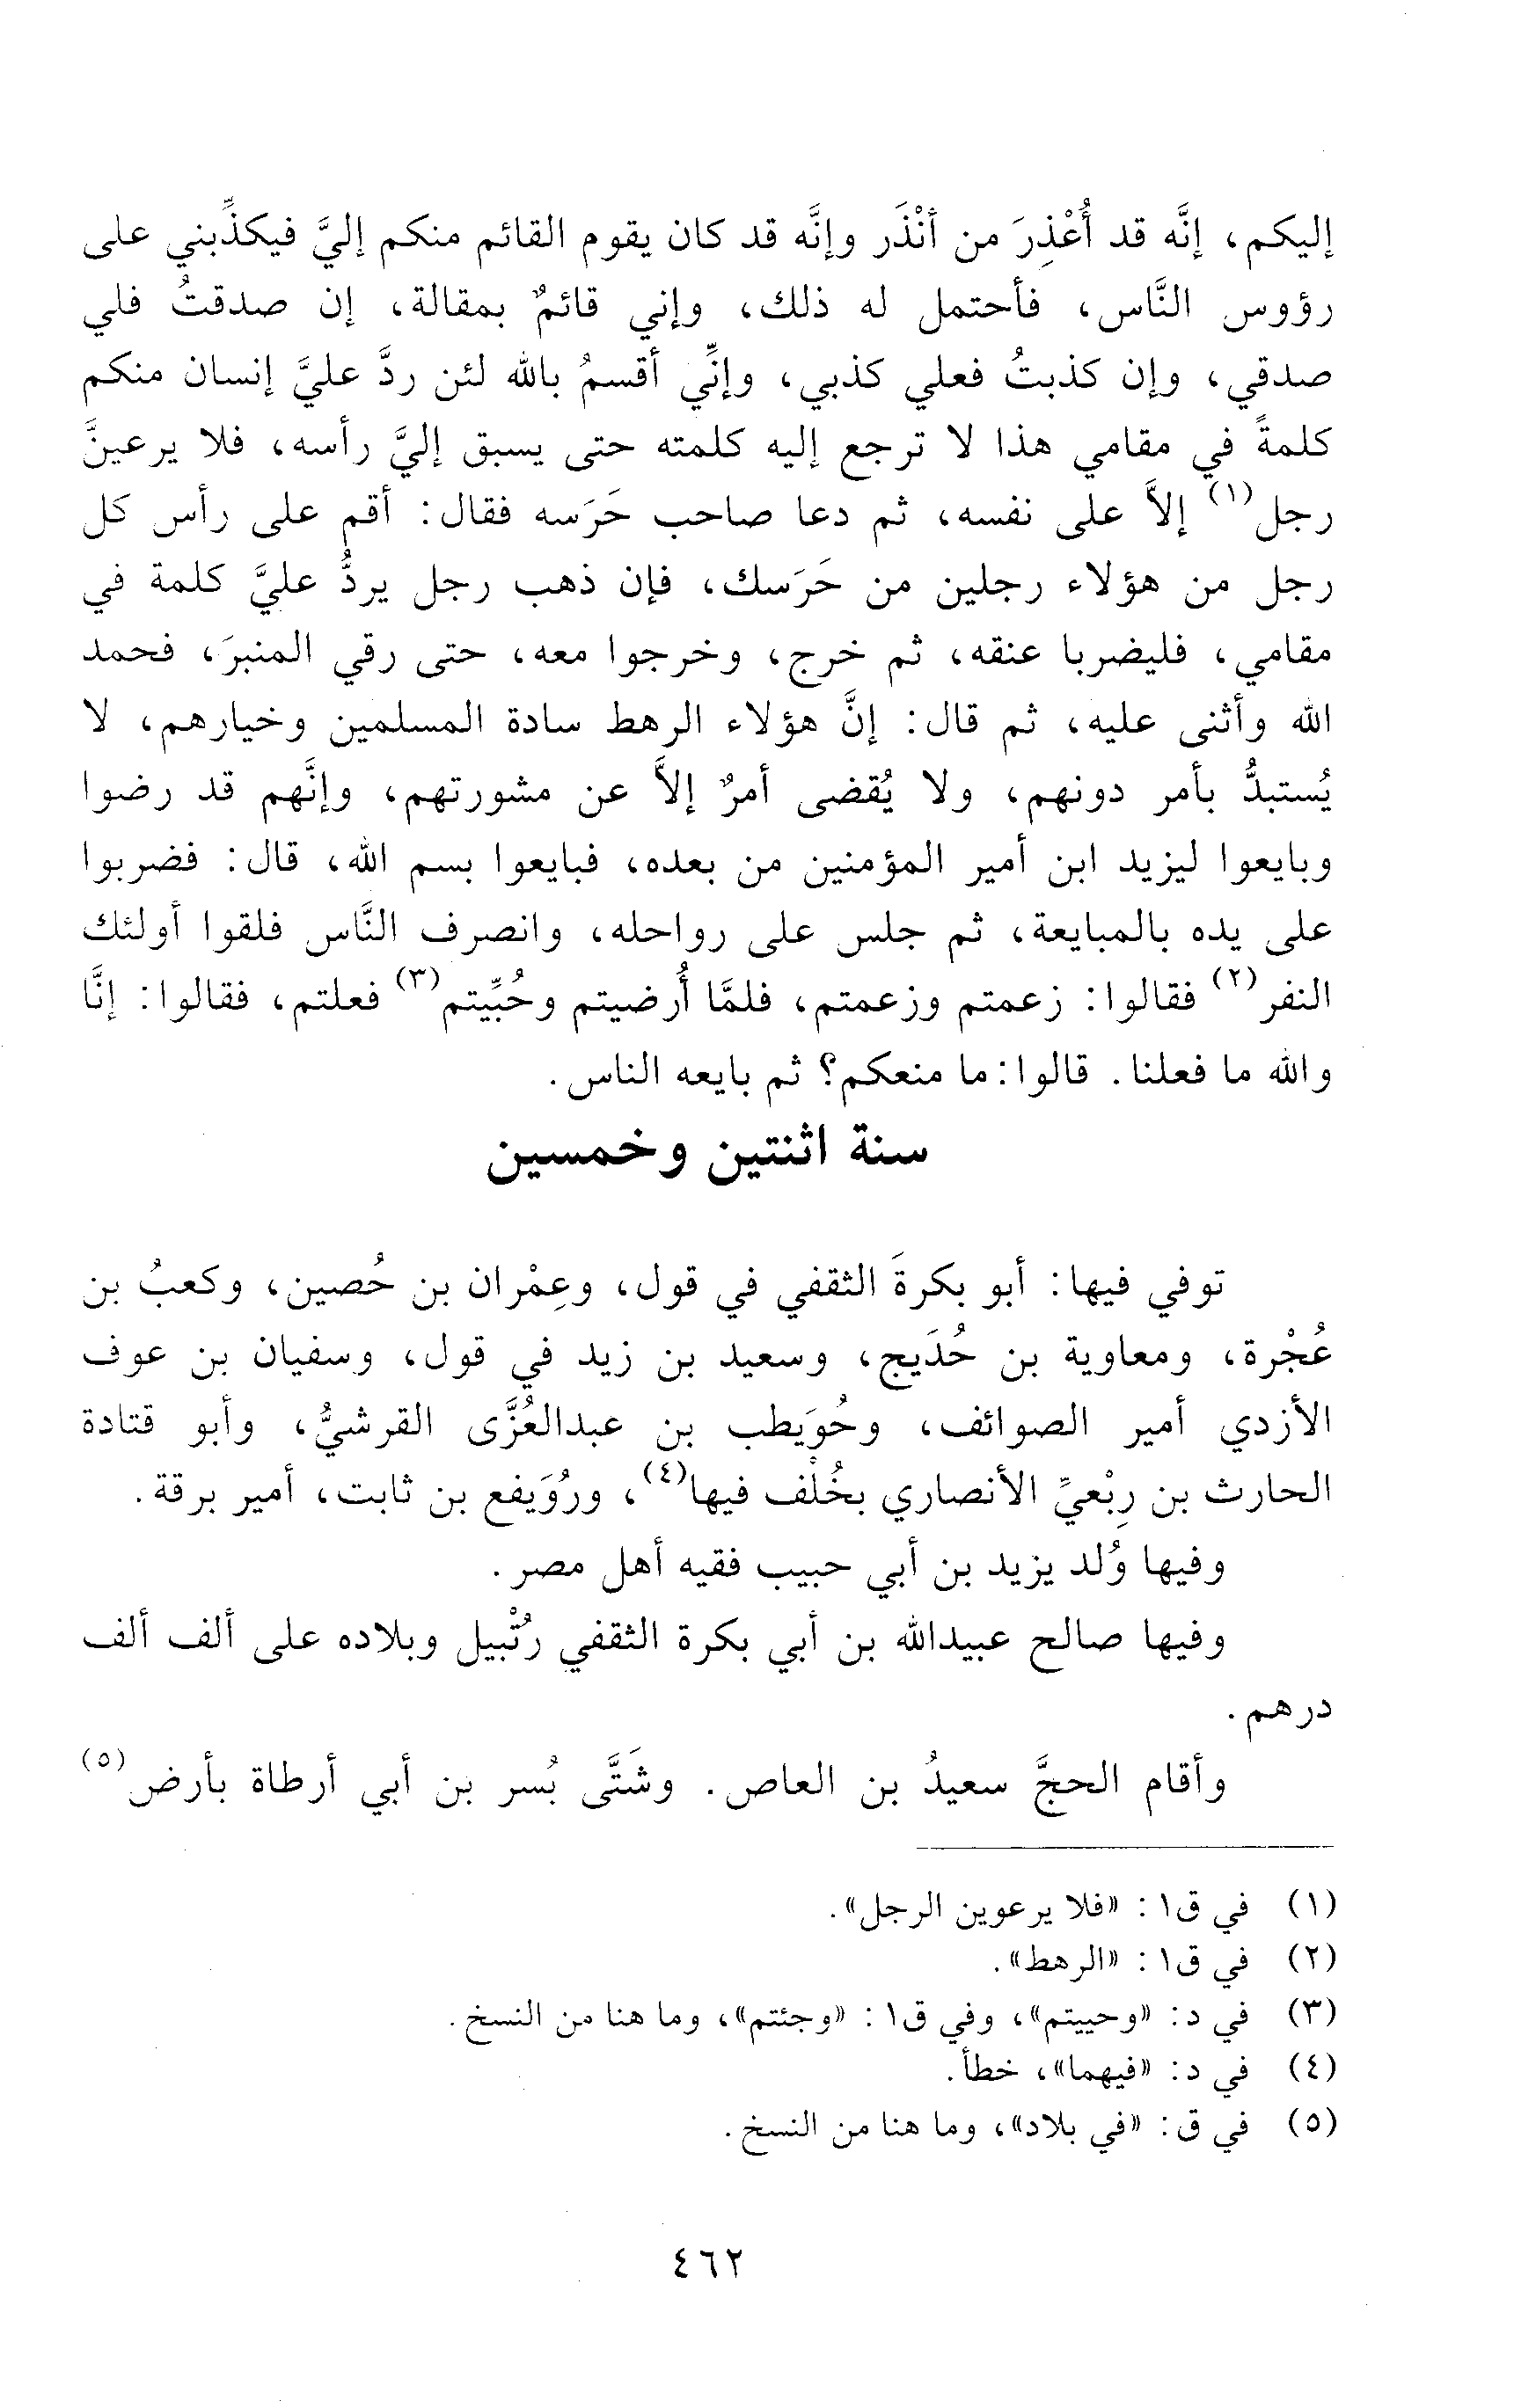 إليكم، إنَّه قد أُعْذِرَ من أنْذَر وإنَّه قد كان يقوم القائم منكم إليَّ فيكذِّبني على
رؤوس النَّاس، فأحتمل له ذلك، وإني قائمٌ بمقالة، إن صدقتُ فلي
صدقي، وإن كذبتُ فعلي كذبي، وإنِّي أقسمُ بالله لئن ردَّ عليَّ إنسان منكم
كلمةً في مقامي هذا لا ترجع إليه كلمته حتى يسبق إليَّ رأسه، فلا يرعينَّ
رجل(١) إلاَّ على نفسه، ثم دعا صاحب حَرَسه فقال: أقم على رأس كل
رجل من هؤلاء رجلين من حَرَسك، فإن ذهب رجل يردُّ عليَّ كلمة في
مقامي، فليضربا عنقه، ثم خرج، وخرجوا معه، حتى رقي المنبرَ، فحمد
الله وأثنى عليه، ثم قال: إنَّ هؤلاء الرهط سادة المسلمين وخيارهم، لا
يُستبدُّ بأمر دونهم، ولا يُقضى أمرٌ إلاَّ عن مشورتهم، وإنَّهم قد رضوا
وبايعوا ليزيد ابن أمير المؤمنين من بعده، فبايعوا بسم الله، قال: فضربوا
على يده بالمبايعة، ثم جلس على رواحله، وانصرف النَّاس فلقوا أولئك
النفر(٢) فقالوا: زعمتم وزعمتم، فلمَّا أُرضيتم وحُبِّيتم(٣) فعلتم، فقالوا: إنَّا
والله ما فعلنا. قالوا: ما منعكم؟ ثم بايعه الناس.
سنة اثنتين وخمسين
توفي فيها: أبو بكرةَ الثقفي في قول، وعِمْران بن حُصين، وكعبُ بن
عُجْرة، ومعاوية بن حُدَيج، وسعيد بن زيد في قول، وسفيان بن عوف
الأزدي أمير الصوائف، وحُوَيطب بن عبدالعُزَّى القرشيُّ، وأبو قتادة
الحارث بن رِبْعيِّ الأنصاري بخُلْف فيها(٤)، ورُوَيفع بن ثابت، أمير برقة.
وفيها وُلد يزيد بن أبي حبيب فقيه أهل مصر.
وفيها صالح عبيدالله بن أبي بكرة الثقفي رُتْبيل وبلاده على ألف ألف
درهم.
وأقام الحجَّ سعيدُ بن العاص. وشَتَّى بُسر بن أبي أرطاة بأرض(٥)
(١) في ق١: «فلا يرعوين الرجل».
(٢) في ق١: «الرهط».
(٣) في د: «وحييتم»، وفي ق١: «وجئتم»، وما هنا من النسخ.
(٤) في د: «فيهما»، خطأ.
(٥) في ق: «في بلاد»، وما هنا من النسخ.
٤٦٢